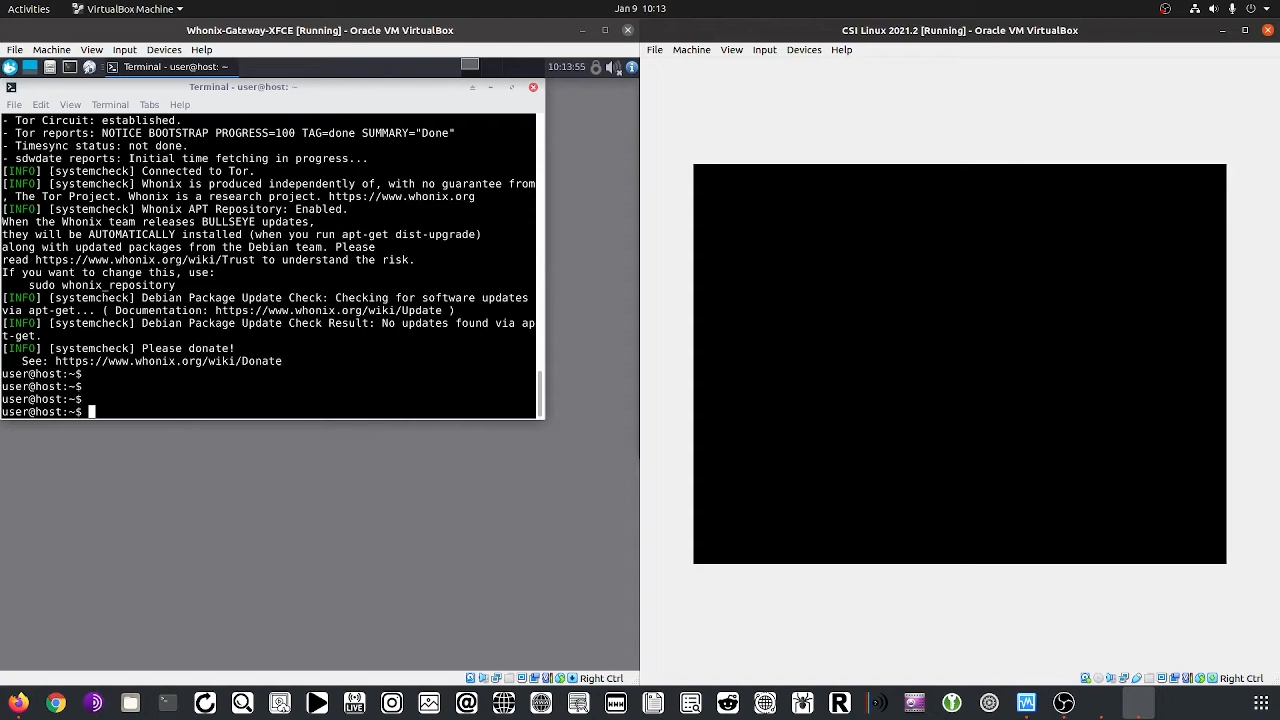 Activities
VirtualBox Machine
Jan 9 10:13
Whonix-Gateway-XFCE [Running] - Oracle VM VirtualBox
File Machine View Input Devices Help
Terminal - user@host: ~
10:13:55
Terminal - user@host: ~
File Edit View Terminal Tabs Help
- Tor Circuit: established.
- Tor reports: NOTICE BOOTSTRAP PROGRESS=100 TAG=done SUMMARY="Done"
- Timesync status: not done.
- sdwdate reports: Initial time fetching in progress...
[INFO] [systemcheck] Connected to Tor.
[INFO] [systemcheck] Whonix is produced independently of, with no guarantee from
, The Tor Project. Whonix is a research project. https://www.whonix.org
[INFO] [systemcheck] Whonix APT Repository: Enabled.
When the Whonix team releases BULLSEYE updates,
they will be AUTOMATICALLY installed (when you run apt-get dist-upgrade)
along with updated packages from the Debian team. Please
read https://www.whonix.org/wiki/Trust to understand the risk.
If you want to change this, use:
sudo whonix_repository
[INFO] [systemcheck] Debian Package Update Check: Checking for software updates
via apt-get... ( Documentation: https://www.whonix.org/wiki/Update )
[INFO] [systemcheck] Debian Package Update Check Result: No updates found via ap
t-get.
[INFO] [systemcheck] Please donate!
See: https://www.whonix.org/wiki/Donate
user@host:~$
user@host:~$
user@host:~$
user@host:~$
Right Ctrl
CSI Linux 2021.2 [Running] - Oracle VM VirtualBox
File Machine View Input Devices Help
Right Ctrl
LIVE